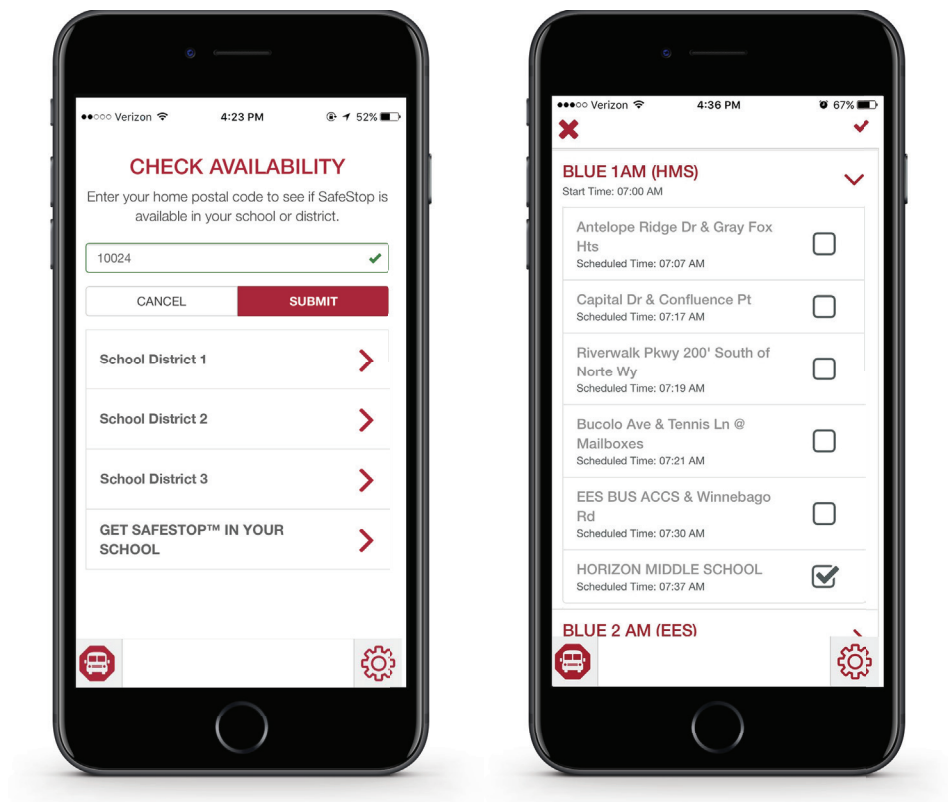 Verizon 4:23 PM 52%
CHECK AVAILABILITY
Enter your home postal code to see if SafeStop is
available in your school or district.
10024
CANCEL SUBMIT
School District 1
School District 2
School District 3
GET SAFESTOP™ IN YOUR
SCHOOL
Verizon 4:36 PM 67%
BLUE 1AM (HMS)
Start Time: 07:00 AM
Antelope Ridge Dr & Gray Fox
Hts
Scheduled Time: 07:07 AM
Capital Dr & Confluence Pt
Scheduled Time: 07:17 AM
Riverwalk Pkwy 200' South of
Norte Wy
Scheduled Time: 07:19 AM
Bucolo Ave & Tennis Ln @
Mailboxes
Scheduled Time: 07:21 AM
EES BUS ACCS & Winnebago
Rd
Scheduled Time: 07:30 AM
HORIZON MIDDLE SCHOOL
Scheduled Time: 07:37 AM
BLUE 2 AM (EES)